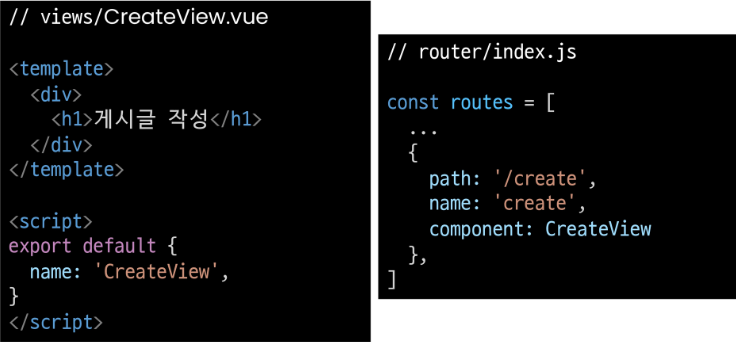 // views/CreateView.vue
<template>
  <div>
    <h1>게시글 작성</h1>
  </div>
</template>
<script>
export default {
  name: 'CreateView',
}
</script>
// router/index.js
const routes = [
  ...
  {
    path: '/create',
    name: 'create',
    component: CreateView
  },
]